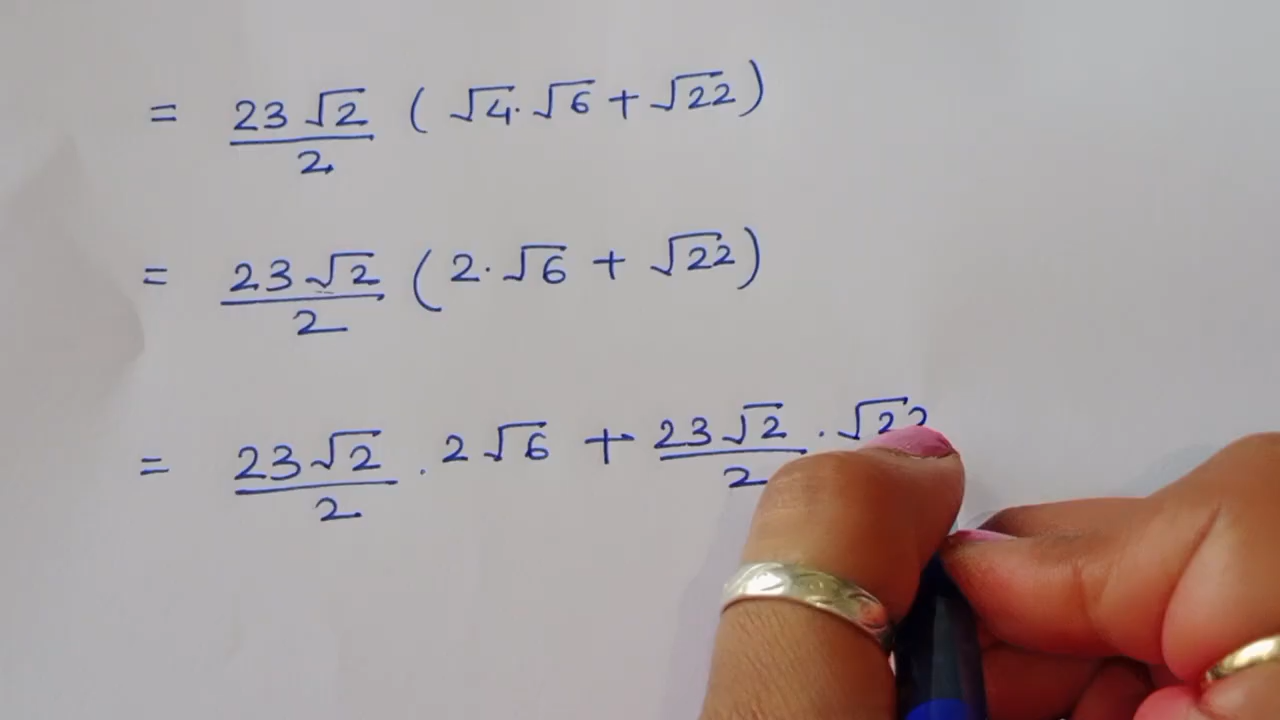 = 23√2/2 (√4·√6 + √22)
= 23√2/2 (2·√6 + √22)
= 23√2/2 · 2√6 + 23√2/2 · √22